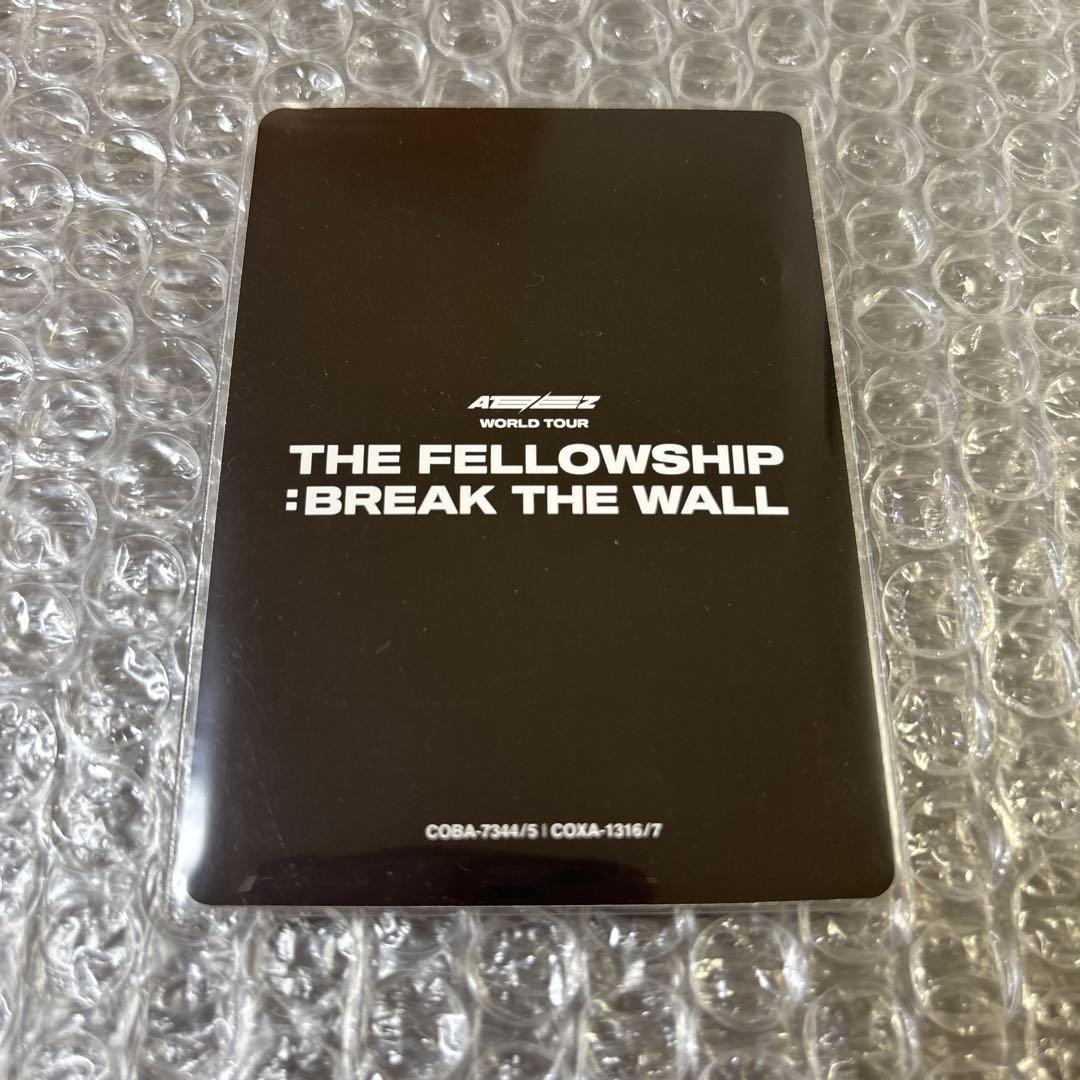 ATEEZ
WORLD TOUR
THE FELLOWSHIP
:BREAK THE WALL
COBA-7344/5 | COXA-1316/7